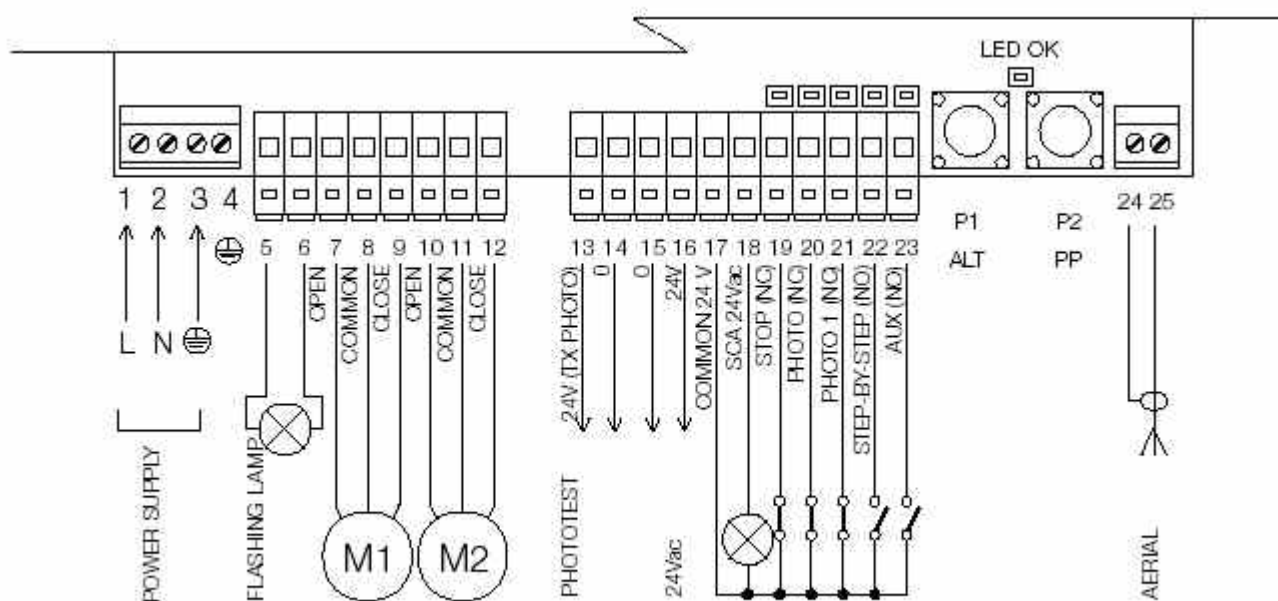 LED OK
1 2 3 4
24 25
P1 P2
ALT PP
5 6 7 8 9 10 11 12
13 14 15 16 17 18 19 20 21 22 23
OPEN
COMMON
CLOSE
OPEN
COMMON
CLOSE
24V (TX PHOTO)
0
0
24V
COMMON 24 V
SCA 24Vac
STOP (NC)
PHOTO (NC)
PHOTO 1 (NC)
STEP-BY-STEP (NO)
AUX (NO)
L N
POWER SUPPLY
FLASHING LAMP
M1 M2
PHOTOTEST
24Vac
AERIAL